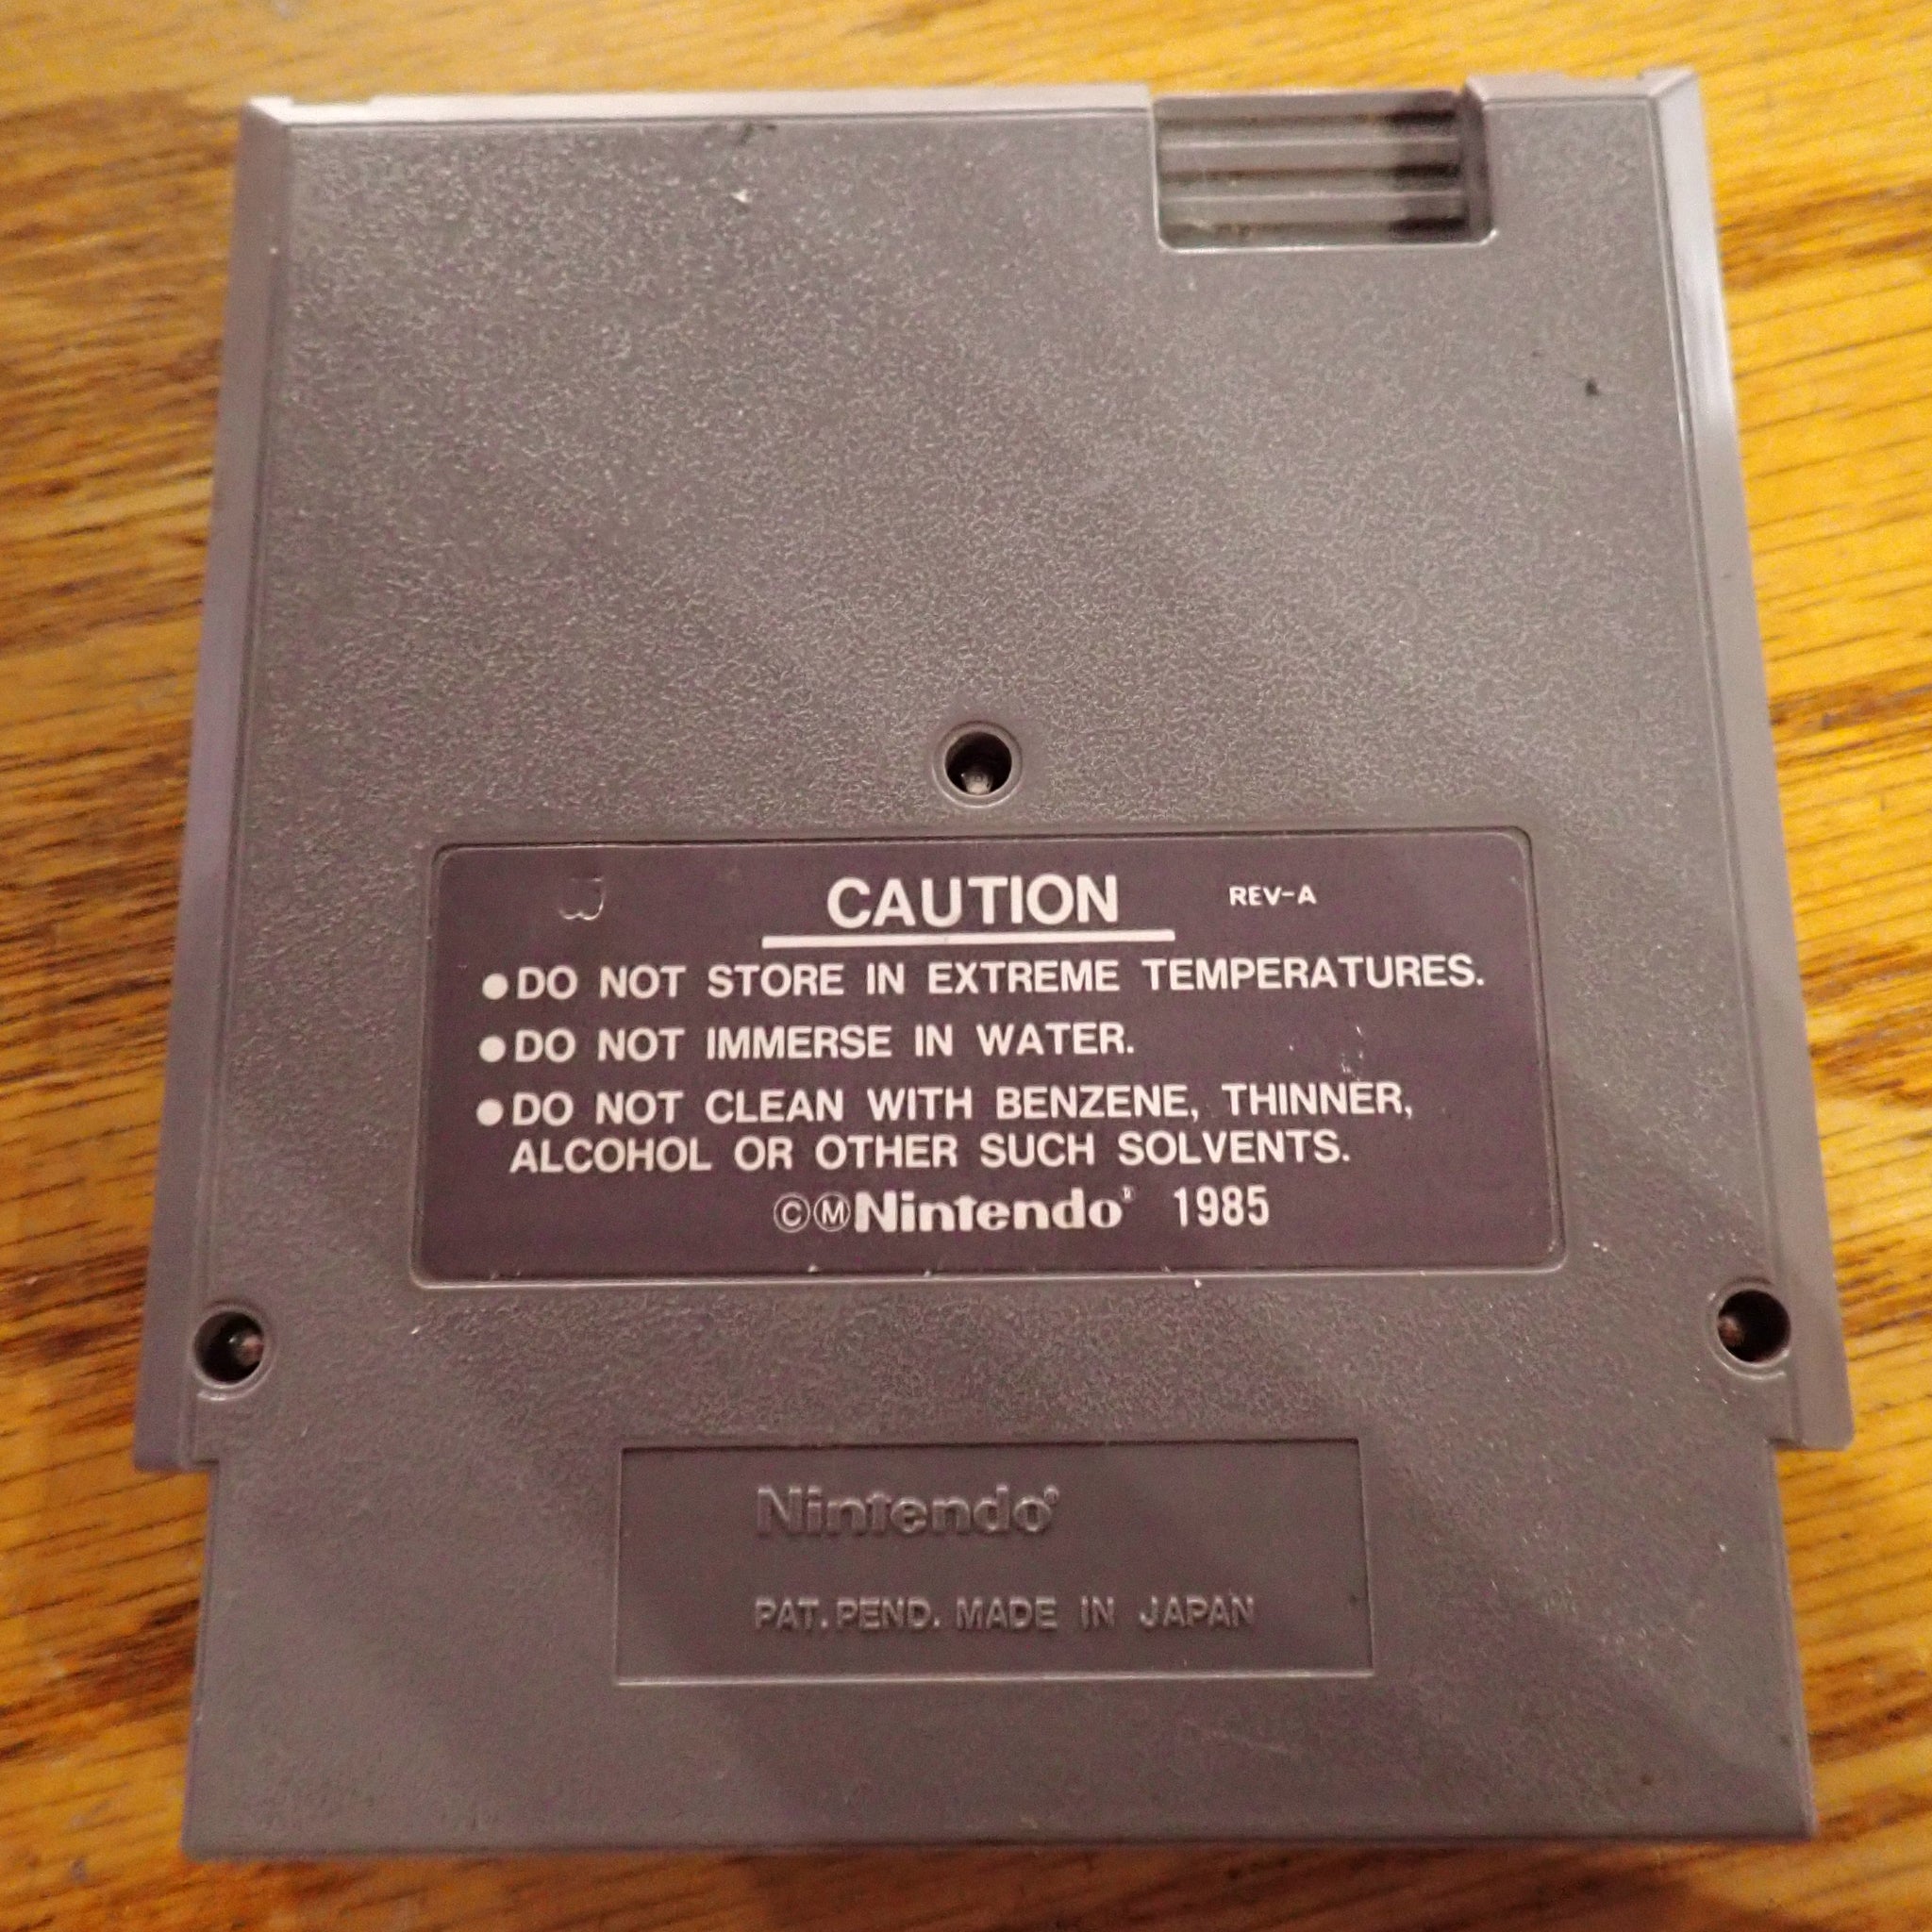 CAUTION REV-A
●DO NOT STORE IN EXTREME TEMPERATURES.
●DO NOT IMMERSE IN WATER.
●DO NOT CLEAN WITH BENZENE, THINNER,
ALCOHOL OR OTHER SUCH SOLVENTS.
ⒸⓂNintendo® 1985
Nintendo®
PAT. PEND. MADE IN JAPAN